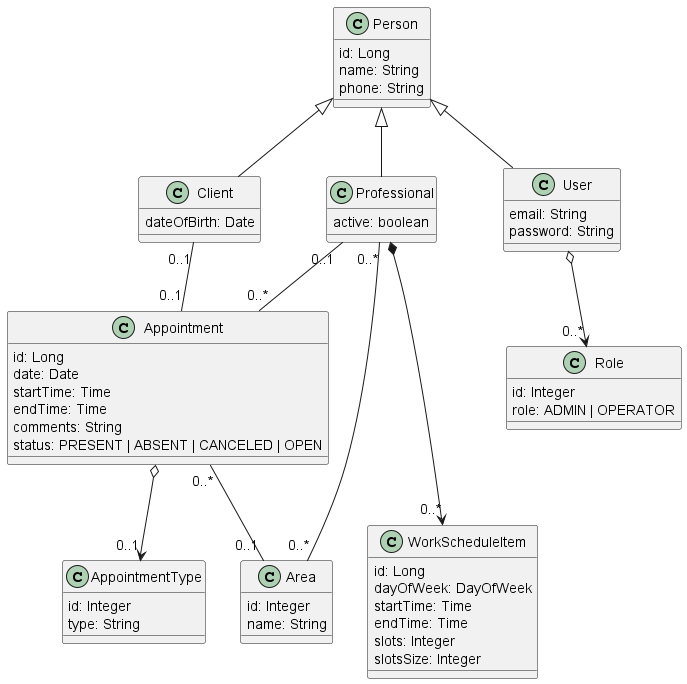 C Person
id: Long
name: String
phone: String
C Client
dateOfBirth: Date
C Professional
active: boolean
C User
email: String
password: String
0..1
0..1
0..*
0..1
0..*
0..*
C Appointment
id: Long
date: Date
startTime: Time
endTime: Time
comments: String
status: PRESENT | ABSENT | CANCELED | OPEN
C Role
id: Integer
role: ADMIN | OPERATOR
0..*
0..*
0..1
0..1
0..*
C AppointmentType
id: Integer
type: String
C Area
id: Integer
name: String
C WorkScheduleItem
id: Long
dayOfWeek: DayOfWeek
startTime: Time
endTime: Time
slots: Integer
slotsSize: Integer